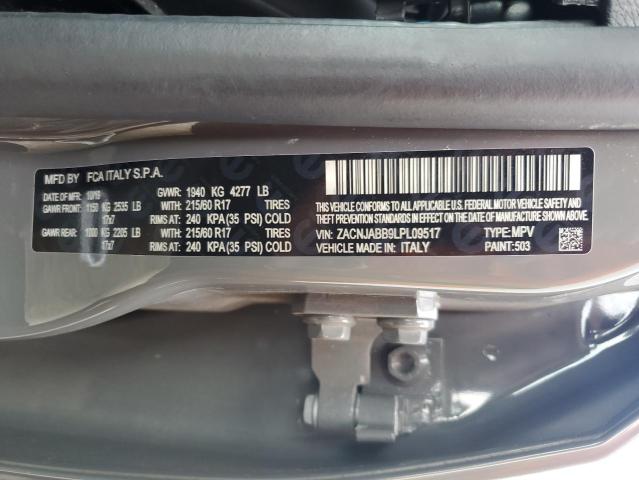 MFD BY FCA ITALY S.P.A.
DATE OF MFR: 10/19 GVWR: 1940 KG 4277 LB
GAWR FRONT: 1150 KG 2535 LB WITH 215/60 R17 TIRES
17x7 RIMS AT: 240 KPA (35 PSI) COLD
GAWR REAR: 1000 KG 2205 LB WITH 215/60 R17 TIRES
17x7 RIMS AT: 240 KPA (35 PSI) COLD
THIS VEHICLE CONFORMS TO ALL APPLICABLE U.S.A.
FEDERAL MOTOR VEHICLE SAFETY, BUMPER, AND THEFT
PREVENTION STANDARDS IN EFFECT ON THE DATE OF
MANUFACTURE SHOWN ABOVE.
VIN: ZACNJABB9LPL09517 TYPE: MPV
VEHICLE MADE IN: ITALY PAINT: 503